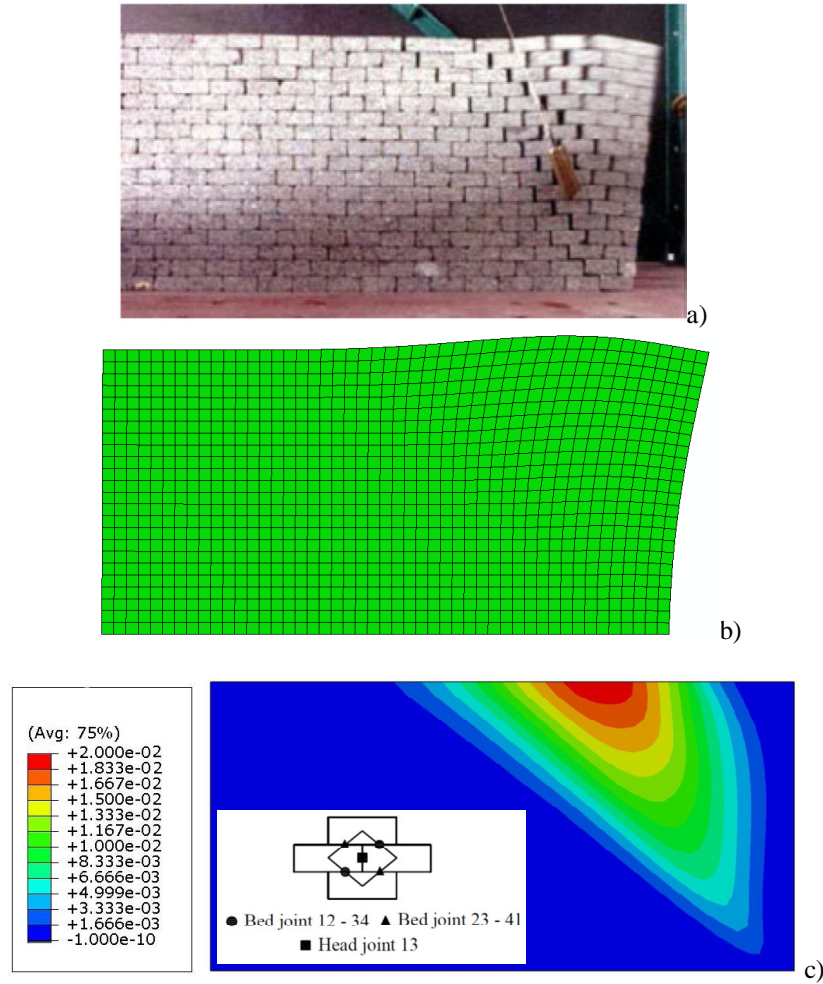 a)
b)
(Avg: 75%)
+2.000e-02
+1.833e-02
+1.667e-02
+1.500e-02
+1.333e-02
+1.167e-02
+1.000e-02
+8.333e-03
+6.666e-03
+4.999e-03
+3.333e-03
+1.666e-03
-1.000e-10
Bed joint 12 - 34
Bed joint 23 - 41
Head joint 13
c)